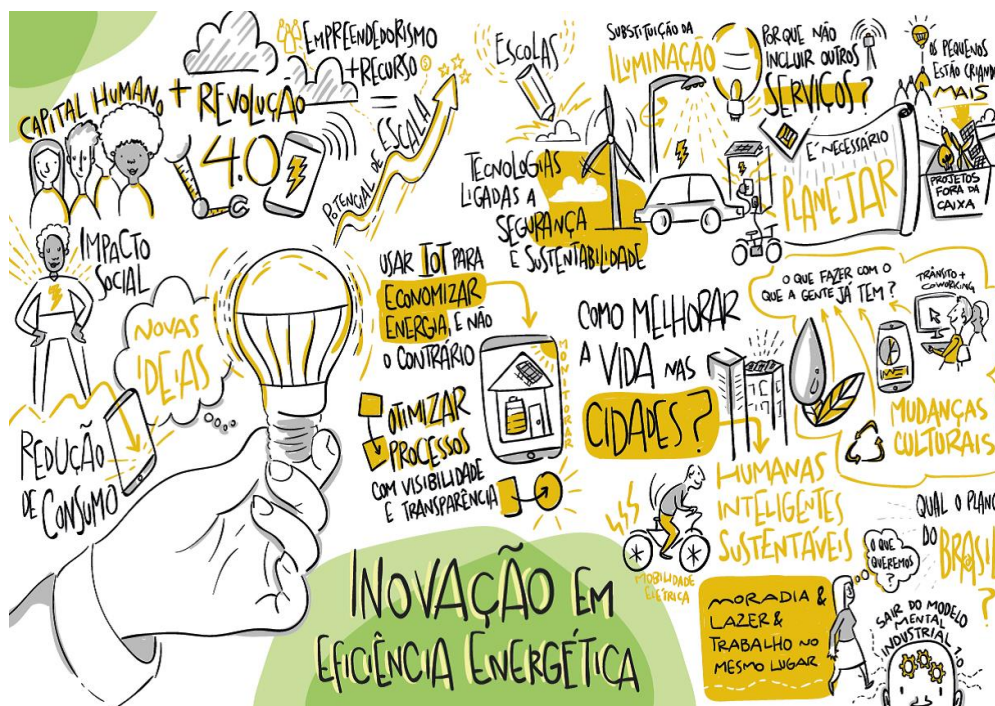 CAPITAL HUMANO
+ REVOLUÇÃO
4.0
EMPREENDEDORISMO
+ RECURSO
=
POTENCIAL DE ESCALA
IMPACTO
SOCIAL
NOVAS
IDEIAS
REDUÇÃO
DE CONSUMO
ESCOLAS
TECNOLOGIAS
LIGADAS A
SEGURANÇA
E SUSTENTABILIDADE
SUBSTITUIÇÃO DA
ILUMINAÇÃO
POR QUE NÃO
INCLUIR OUTROS
SERVIÇOS?
É NECESSÁRIO
PLANEJAR
OS PEQUENOS
ESTÃO CRIAND
MAIS
PROJETOS
FORA DA
CAIXA
USAR IOT PARA
ECONOMIZAR
ENERGIA, E NÃO
O CONTRÁRIO
MONITORAR
OTIMIZAR
PROCESSOS
COM VISIBILIDADE
E TRANSPARÊNCIA
COMO MELHORAR
A VIDA NAS
CIDADES?
HUMANAS
INTELIGENTES
SUSTENTÁVEIS
MOBILIDADE
ELÉTRICA
O QUE FAZER COM O
QUE A GENTE JÁ TEM?
TRÂNSITO +
COWORKING
MUDANÇAS
CULTURAIS
MORADIA &
LAZER &
TRABALHO NO
MESMO LUGAR
O QUE
QUEREMOS
?
QUAL O PLANO
DO BRASIL
?
SAIR DO MODELO
MENTAL
INDUSTRIAL 1.0
INOVAÇÃO EM
EFICIÊNCIA ENERGÉTICA